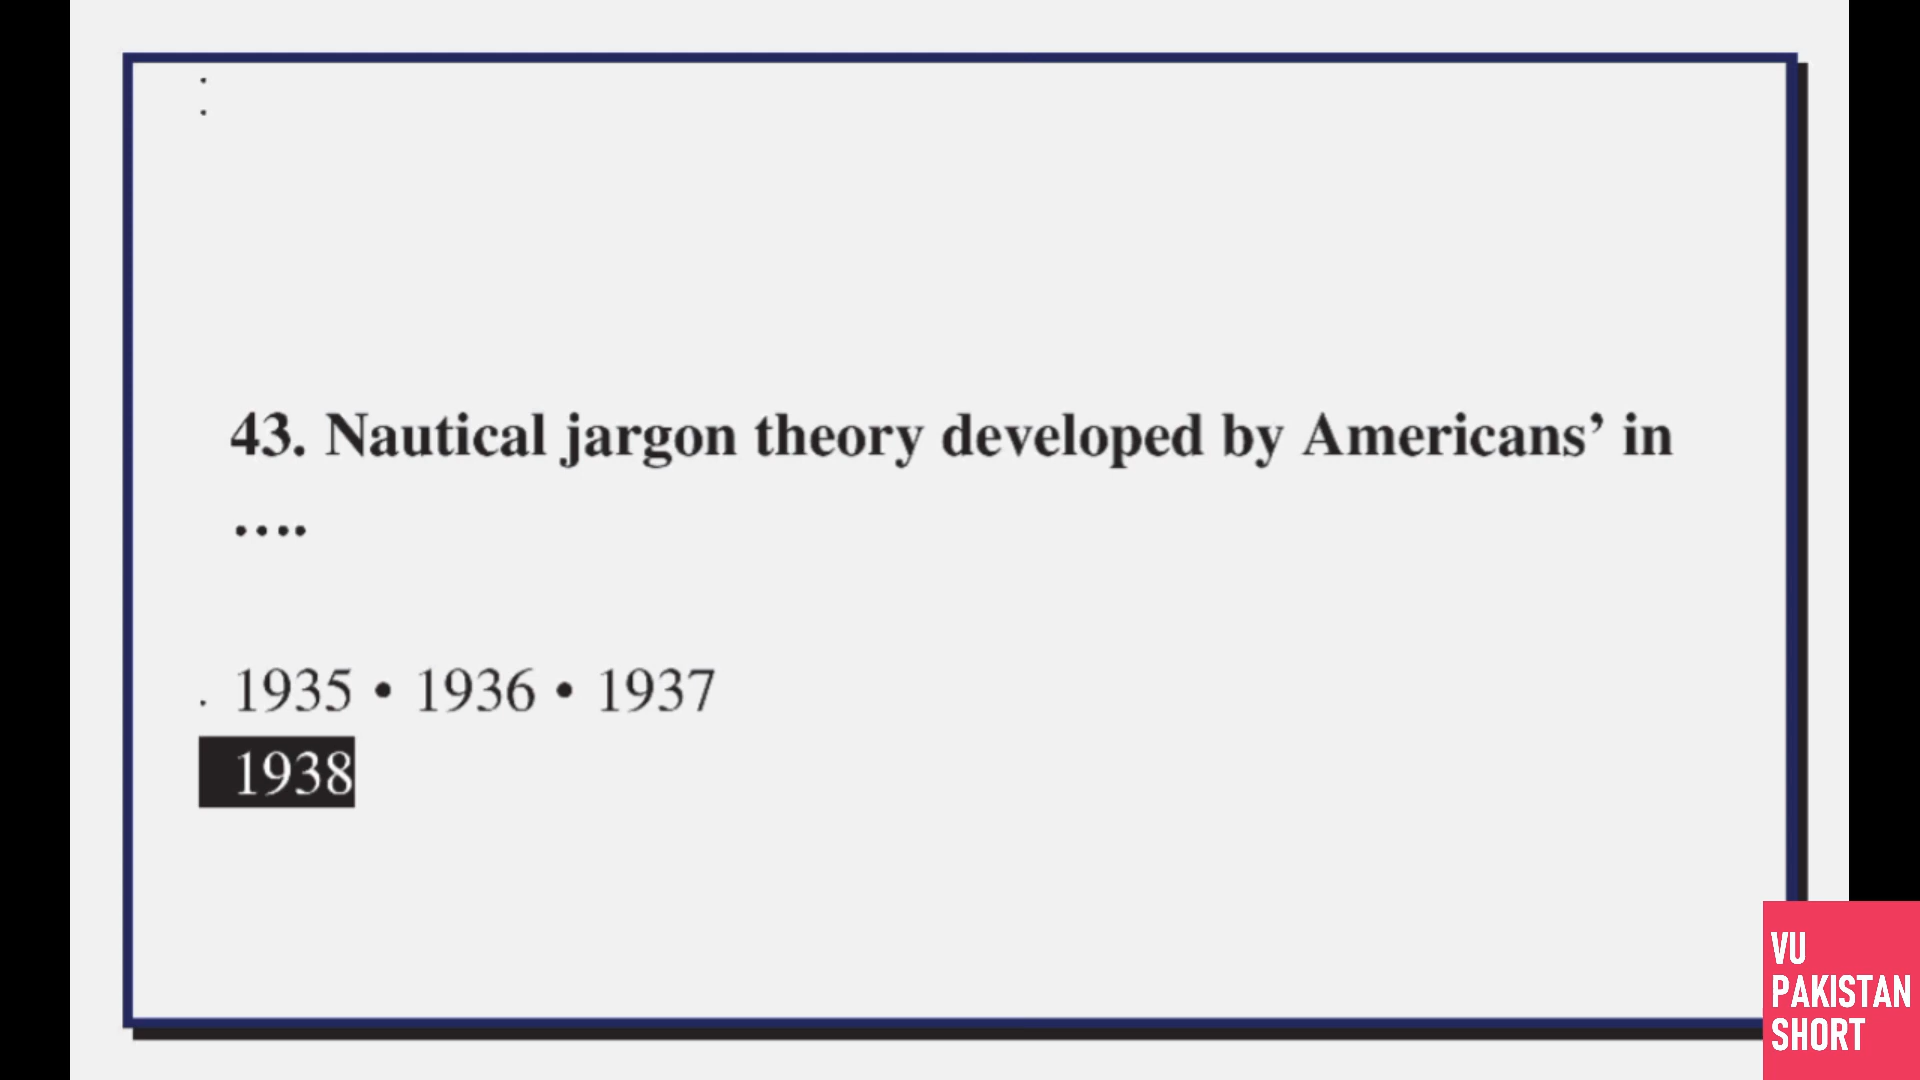 :
.
43. Nautical jargon theory developed by Americans’ in
….
. 1935 • 1936 • 1937
1938
VU
PAKISTAN
SHORT